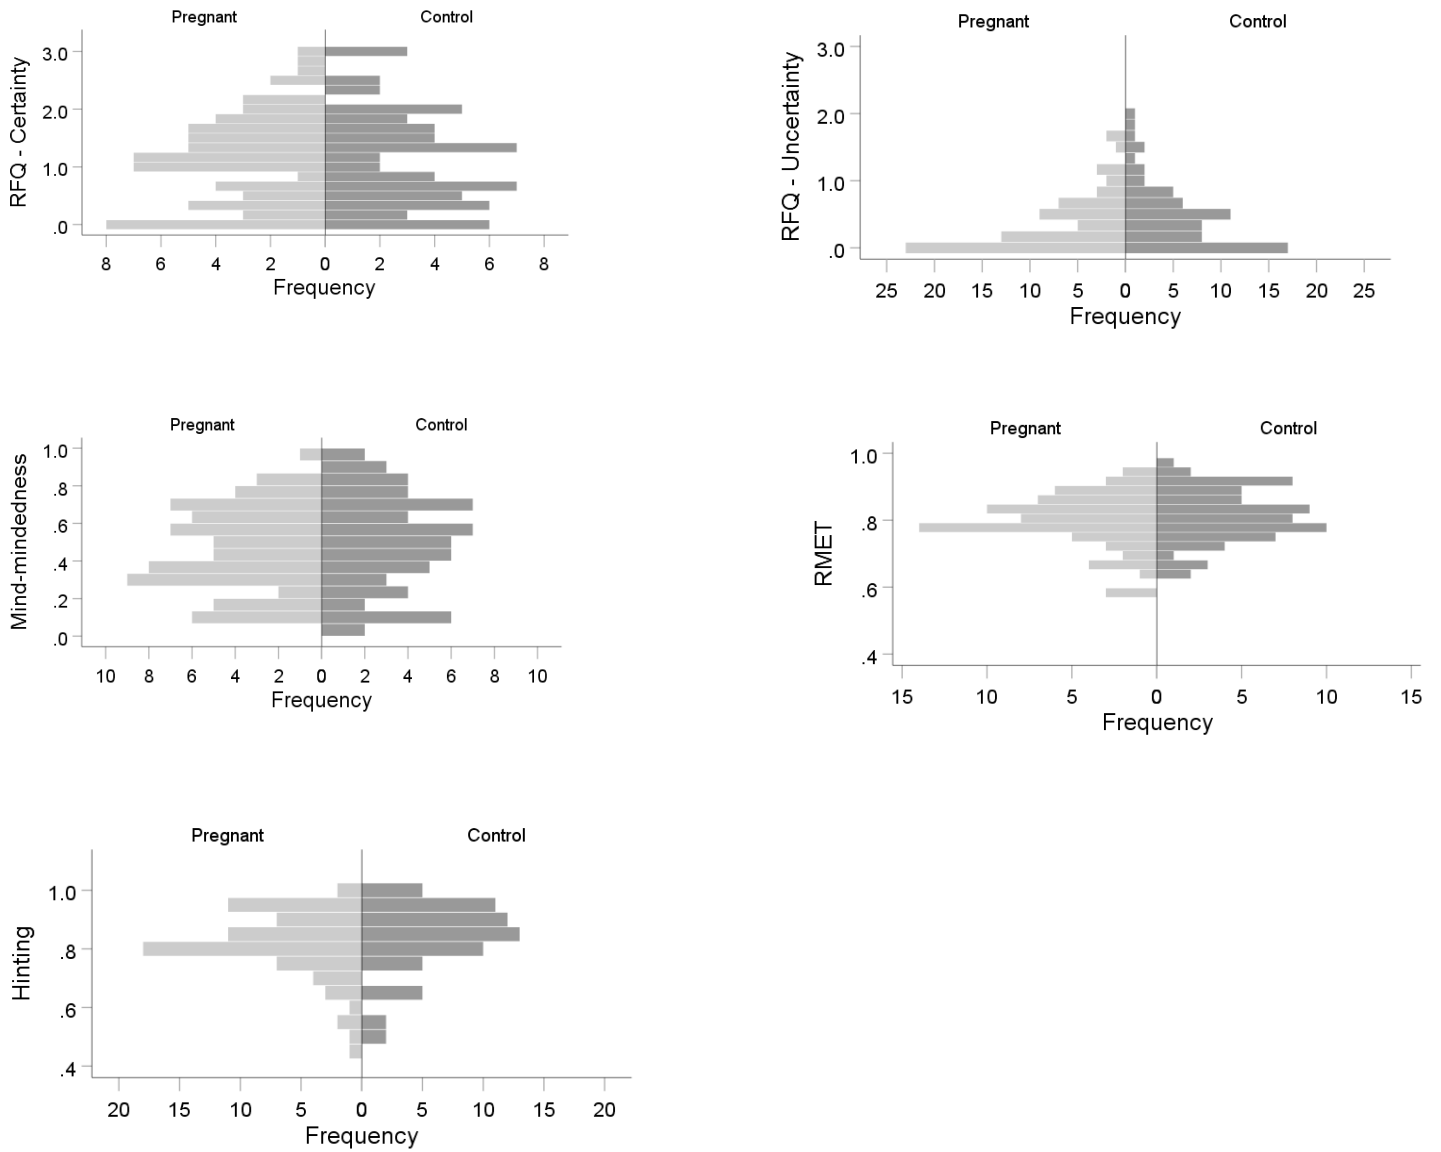 Pregnant Control
RFQ - Certainty
3.0
2.0
1.0
.0
8 6 4 2 0 2 4 6 8
Frequency
Pregnant Control
RFQ - Uncertainty
3.0
2.0
1.0
.0
25 20 15 10 5 0 5 10 15 20 25
Frequency
Pregnant Control
Mind-mindedness
1.0
.8
.6
.4
.2
.0
10 8 6 4 2 0 2 4 6 8 10
Frequency
Pregnant Control
RMET
1.0
.8
.6
.4
15 10 5 0 5 10 15
Frequency
Pregnant Control
Hinting
1.0
.8
.6
.4
20 15 10 5 0 5 10 15 20
Frequency